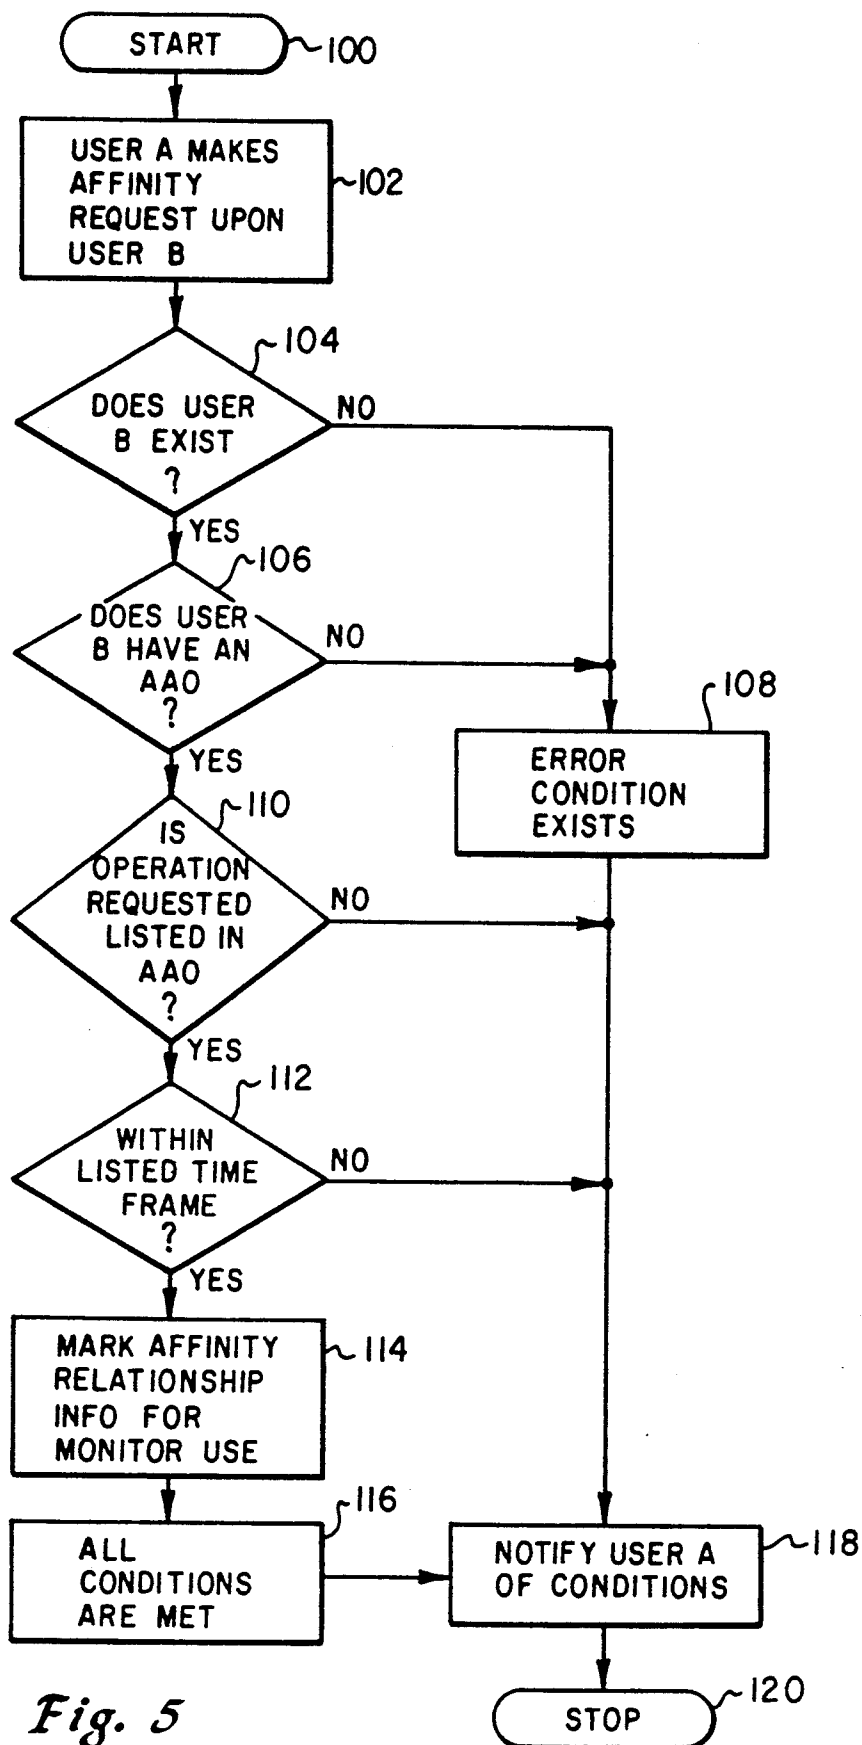 START
100
USER A MAKES
AFFINITY
REQUEST UPON
USER B
102
104
DOES USER
B EXIST
?
NO
YES
106
DOES USER
B HAVE AN
AAO
?
NO
YES
108
ERROR
CONDITION
EXISTS
110
IS
OPERATION
REQUESTED
LISTED IN
AAO
?
NO
YES
112
WITHIN
LISTED TIME
FRAME
?
NO
YES
MARK AFFINITY
RELATIONSHIP
INFO FOR
MONITOR USE
114
116
ALL
CONDITIONS
ARE MET
NOTIFY USER A
OF CONDITIONS
118
STOP
120
Fig. 5